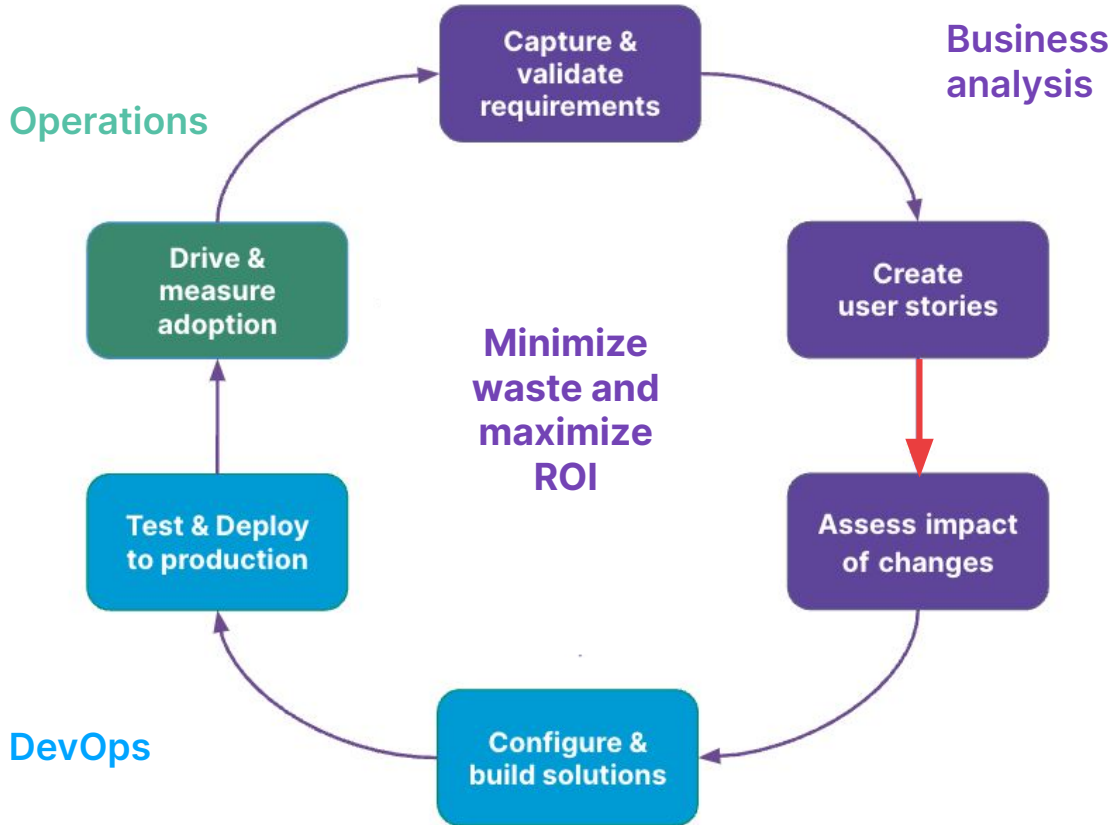 Capture &
validate
requirements
Business
analysis
Operations
Drive &
measure
adoption
Create
user stories
Minimize
waste and
maximize
ROI
Test & Deploy
to production
Assess impact
of changes
DevOps
Configure &
build solutions